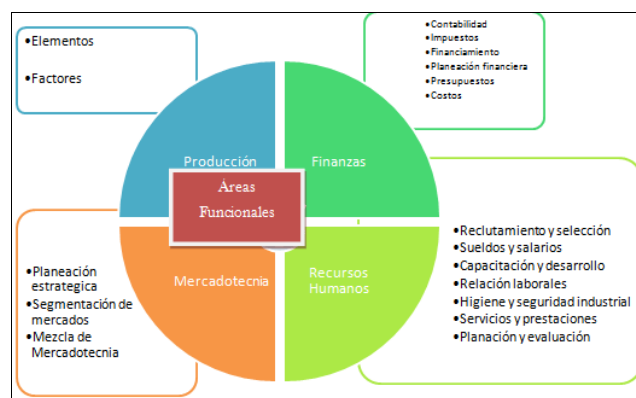 •Elementos
•Factores
•Contabilidad
•Impuestos
•Financiamiento
•Planeación financiera
•Presupuestos
•Costos
Producción
Finanzas
Áreas
Funcionales
Mercadotecnia
Recursos
Humanos
•Planeación
estrategica
•Segmentación de
mercados
•Mezcla de
Mercadotecnia
•Reclutamiento y selección
•Sueldos y salarios
•Capacitación y desarrollo
•Relación laborales
•Higiene y seguridad industrial
•Servicios y prestaciones
•Planación y evaluación